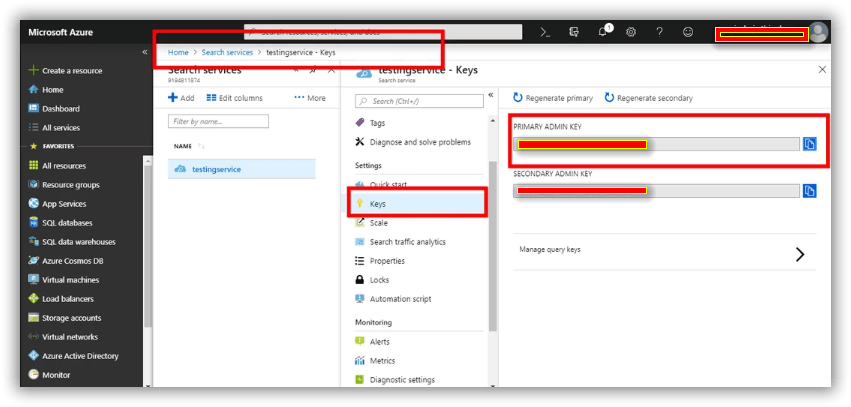 Microsoft Azure
Search resources, services, and docs
1
Home > Search services > testingservice - Keys
Create a resource
Home
Dashboard
All services
FAVORITES
All resources
Resource groups
App Services
SQL databases
SQL data warehouses
Azure Cosmos DB
Virtual machines
Load balancers
Storage accounts
Virtual networks
Azure Active Directory
Monitor
Search services
9194811874
Add
Edit columns
More
Filter by name...
NAME
testingservice
testingservice - Keys
Search service
Search (Ctrl+/)
Tags
Diagnose and solve problems
Settings
Quick start
Keys
Scale
Search traffic analytics
Properties
Locks
Automation script
Monitoring
Alerts
Metrics
Diagnostic settings
Regenerate primary
Regenerate secondary
PRIMARY ADMIN KEY
SECONDARY ADMIN KEY
Manage query keys